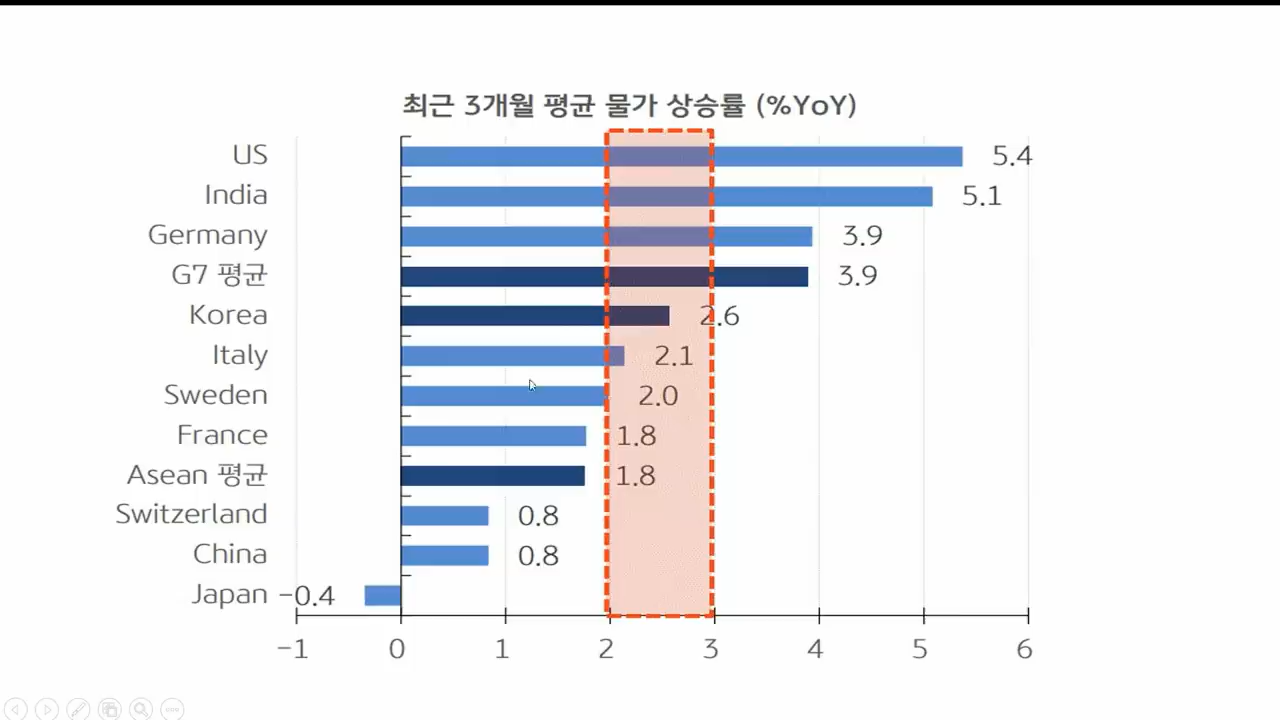 최근 3개월 평균 물가 상승률 (%YoY)
US 5.4
India 5.1
Germany 3.9
G7 평균 3.9
Korea 2.6
Italy 2.1
Sweden 2.0
France 1.8
Asean 평균 1.8
Switzerland 0.8
China 0.8
Japan −0.4
−1 0 1 2 3 4 5 6